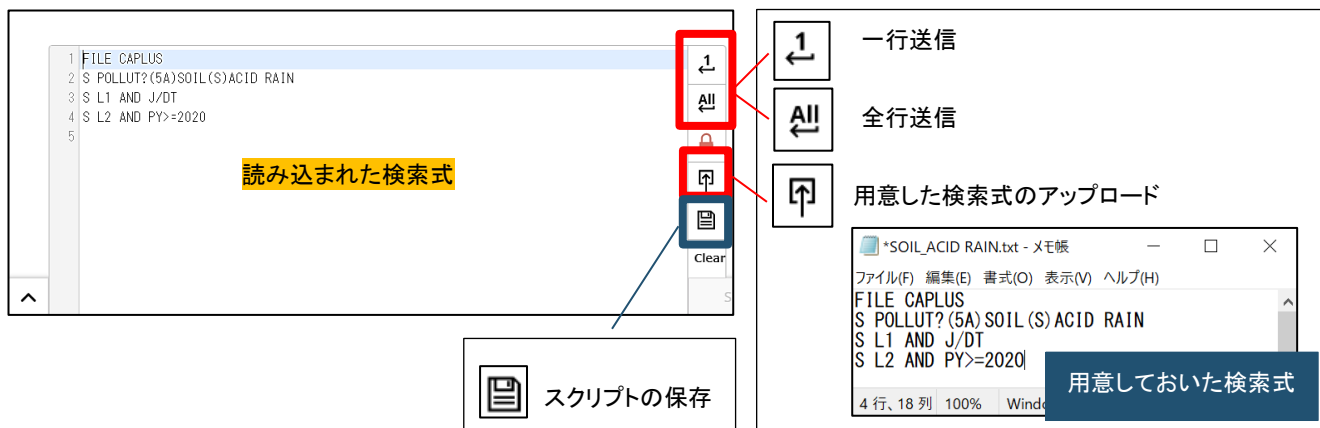 1 FILE CAPLUS
2 S POLLUT?(5A)SOIL(S)ACID RAIN
3 S L1 AND J/DT
4 S L2 AND PY>=2020
5
読み込まれた検索式
1
All
Clear
S
スクリプトの保存
1
一行送信
All
全行送信
用意した検索式のアップロード
*SOIL_ACID RAIN.txt - メモ帳
ファイル(F) 編集(E) 書式(O) 表示(V) ヘルプ(H)
FILE CAPLUS
S POLLUT?(5A)SOIL(S)ACID RAIN
S L1 AND J/DT
S L2 AND PY>=2020
4 行、18 列 100%
用意しておいた検索式